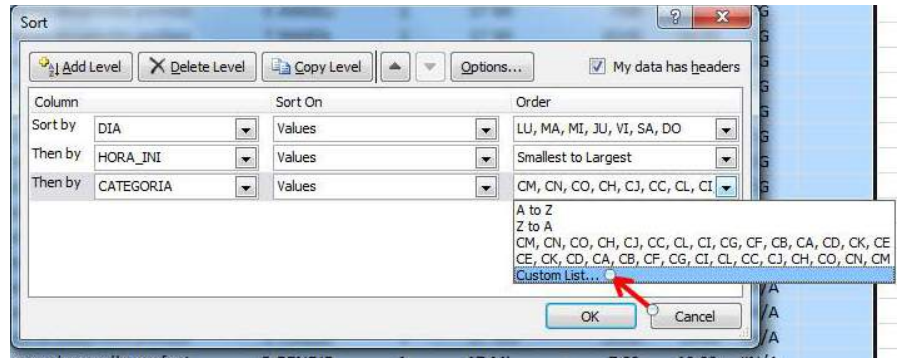 Sort
Add Level Delete Level Copy Level Options... My data has headers
Column Sort On Order
Sort by DIA Values LU, MA, MI, JU, VI, SA, DO
Then by HORA_INI Values Smallest to Largest
Then by CATEGORIA Values CM, CN, CO, CH, CJ, CC, CL, CI
A to Z
Z to A
CM, CN, CO, CH, CJ, CC, CL, CI, CG, CF, CB, CA, CD, CK, CE
CE, CK, CD, CA, CB, CF, CG, CI, CL, CC, CJ, CH, CO, CN, CM
Custom List...
OK Cancel